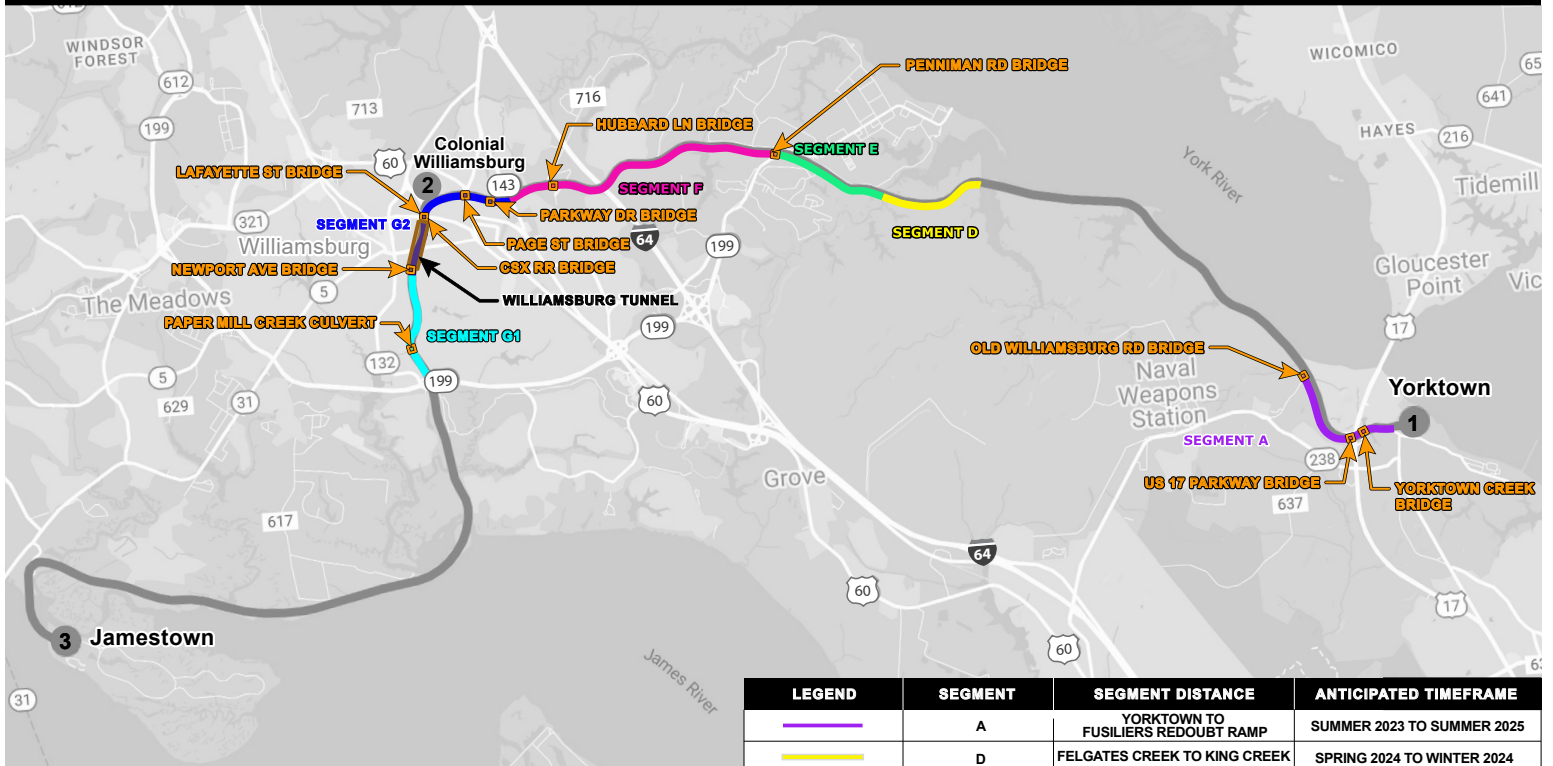 WINDSOR
FOREST
612
199
713
716
60
PENNIMAN RD BRIDGE
HUBBARD LN BRIDGE
WICOMICO
65
641
HAYES
216
York River
Tidemill
Colonial
Williamsburg
2
143
LAFAYETTE ST BRIDGE
SEGMENT E
SEGMENT F
321
SEGMENT G2
Williamsburg
PARKWAY DR BRIDGE
PAGE ST BRIDGE
64
SEGMENT D
199
NEWPORT AVE BRIDGE
CSX RR BRIDGE
Gloucester
Point
Vic
The Meadows
5
WILLIAMSBURG TUNNEL
PAPER MILL CREEK CULVERT
SEGMENT G1
199
17
132
OLD WILLIAMSBURG RD BRIDGE
Naval
Weapons
Station
Yorktown
1
5
199
629
31
60
60
SEGMENT A
238
Grove
US 17 PARKWAY BRIDGE
YORKTOWN CREEK
BRIDGE
637
617
64
60
17
3
Jamestown
60
James River
31
63
LEGEND SEGMENT SEGMENT DISTANCE ANTICIPATED TIMEFRAME
A YORKTOWN TO
FUSILIERS REDOUBT RAMP SUMMER 2023 TO SUMMER 2025
D FELGATES CREEK TO KING CREEK SPRING 2024 TO WINTER 2024